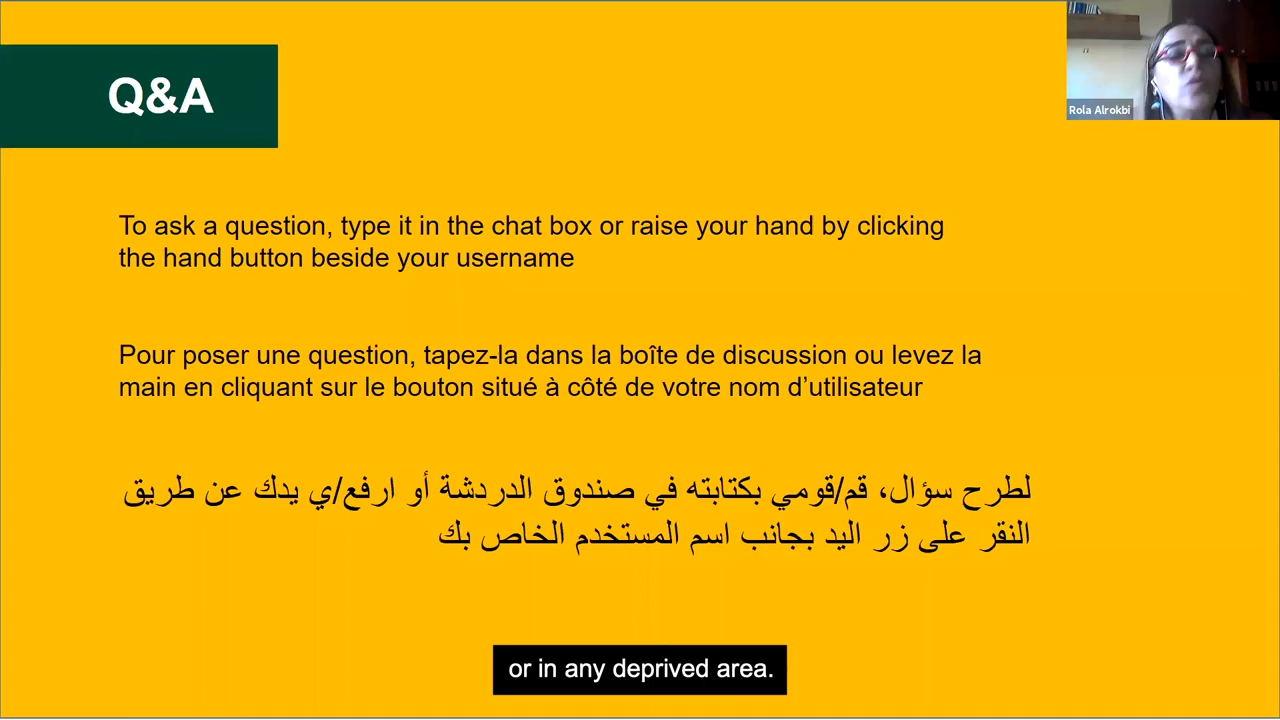 Q&A
Rola Alrokbi
To ask a question, type it in the chat box or raise your hand by clicking
the hand button beside your username
Pour poser une question, tapez-la dans la boîte de discussion ou levez la
main en cliquant sur le bouton situé à côté de votre nom d’utilisateur
لطرح سؤال، قم/قومي بكتابته في صندوق الدردشة أو ارفع/ي يدك عن طريق
النقر على زر اليد بجانب اسم المستخدم الخاص بك
or in any deprived area.